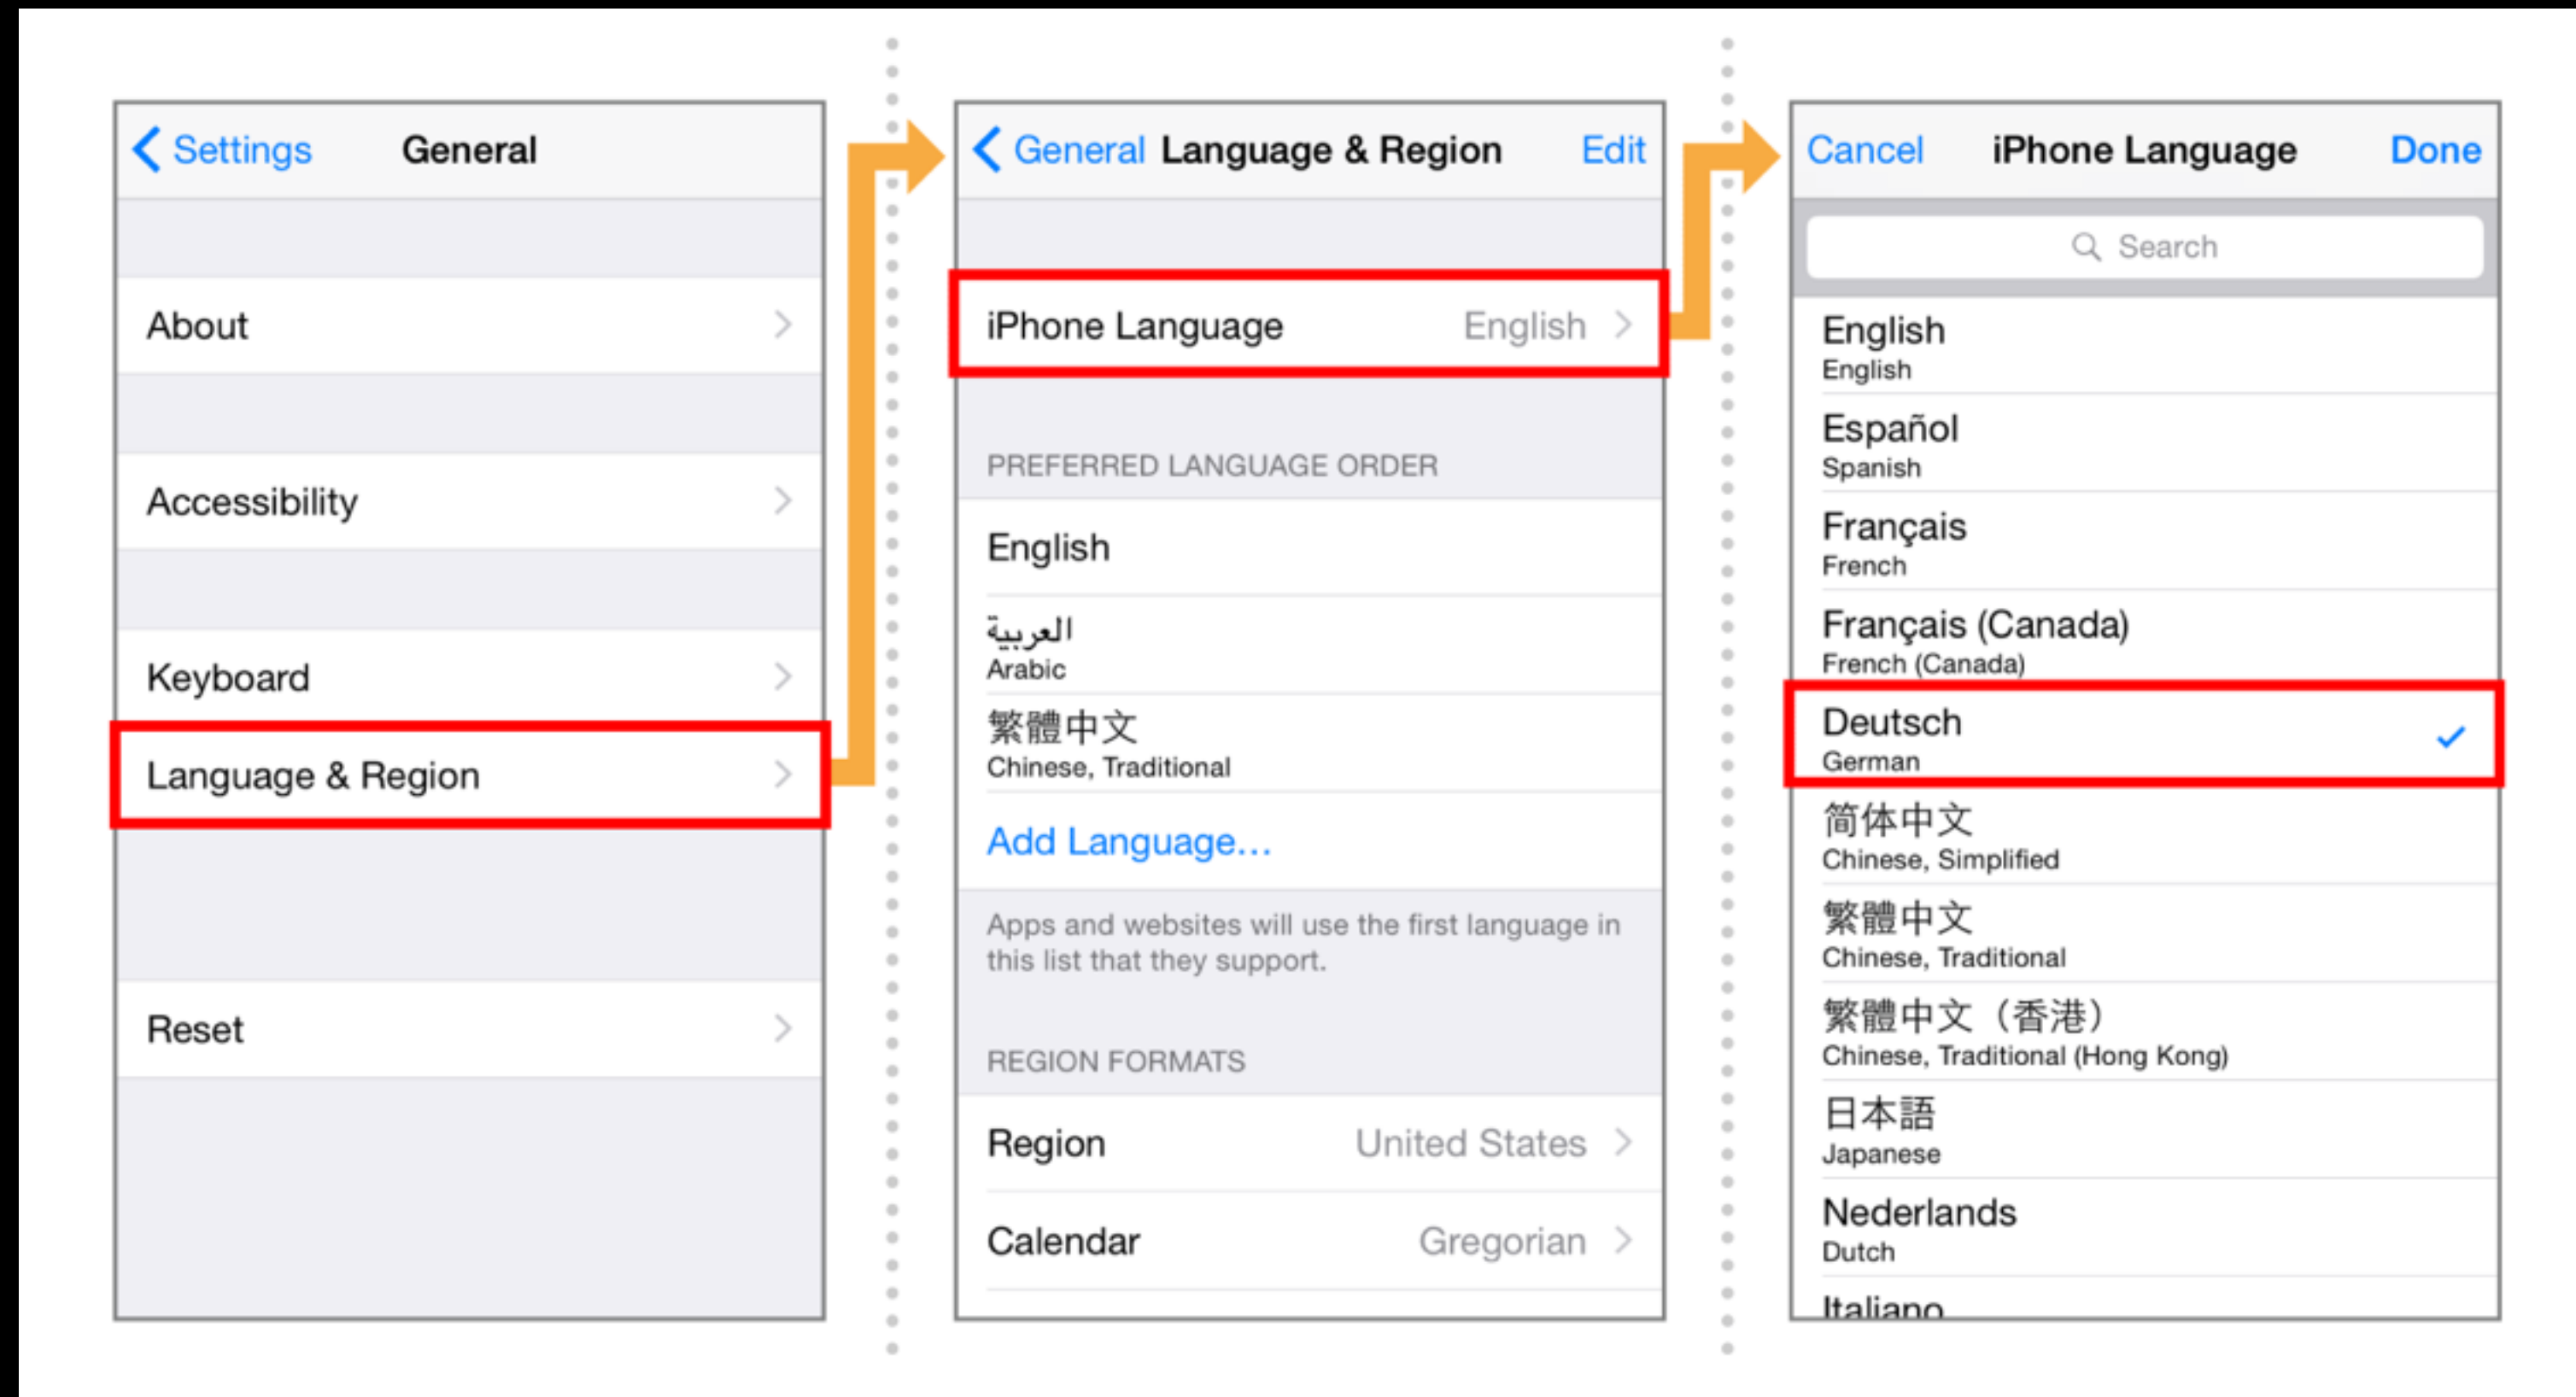 Settings General
About
Accessibility
Keyboard
Language & Region
Reset
General Language & Region Edit
iPhone Language English
PREFERRED LANGUAGE ORDER
English
العربية
Arabic
繁體中文
Chinese, Traditional
Add Language...
Apps and websites will use the first language in
this list that they support.
REGION FORMATS
Region United States
Calendar Gregorian
Cancel iPhone Language Done
Search
English
English
Español
Spanish
Français
French
Français (Canada)
French (Canada)
Deutsch
German
简体中文
Chinese, Simplified
繁體中文
Chinese, Traditional
繁體中文（香港）
Chinese, Traditional (Hong Kong)
日本語
Japanese
Nederlands
Dutch
Italiano